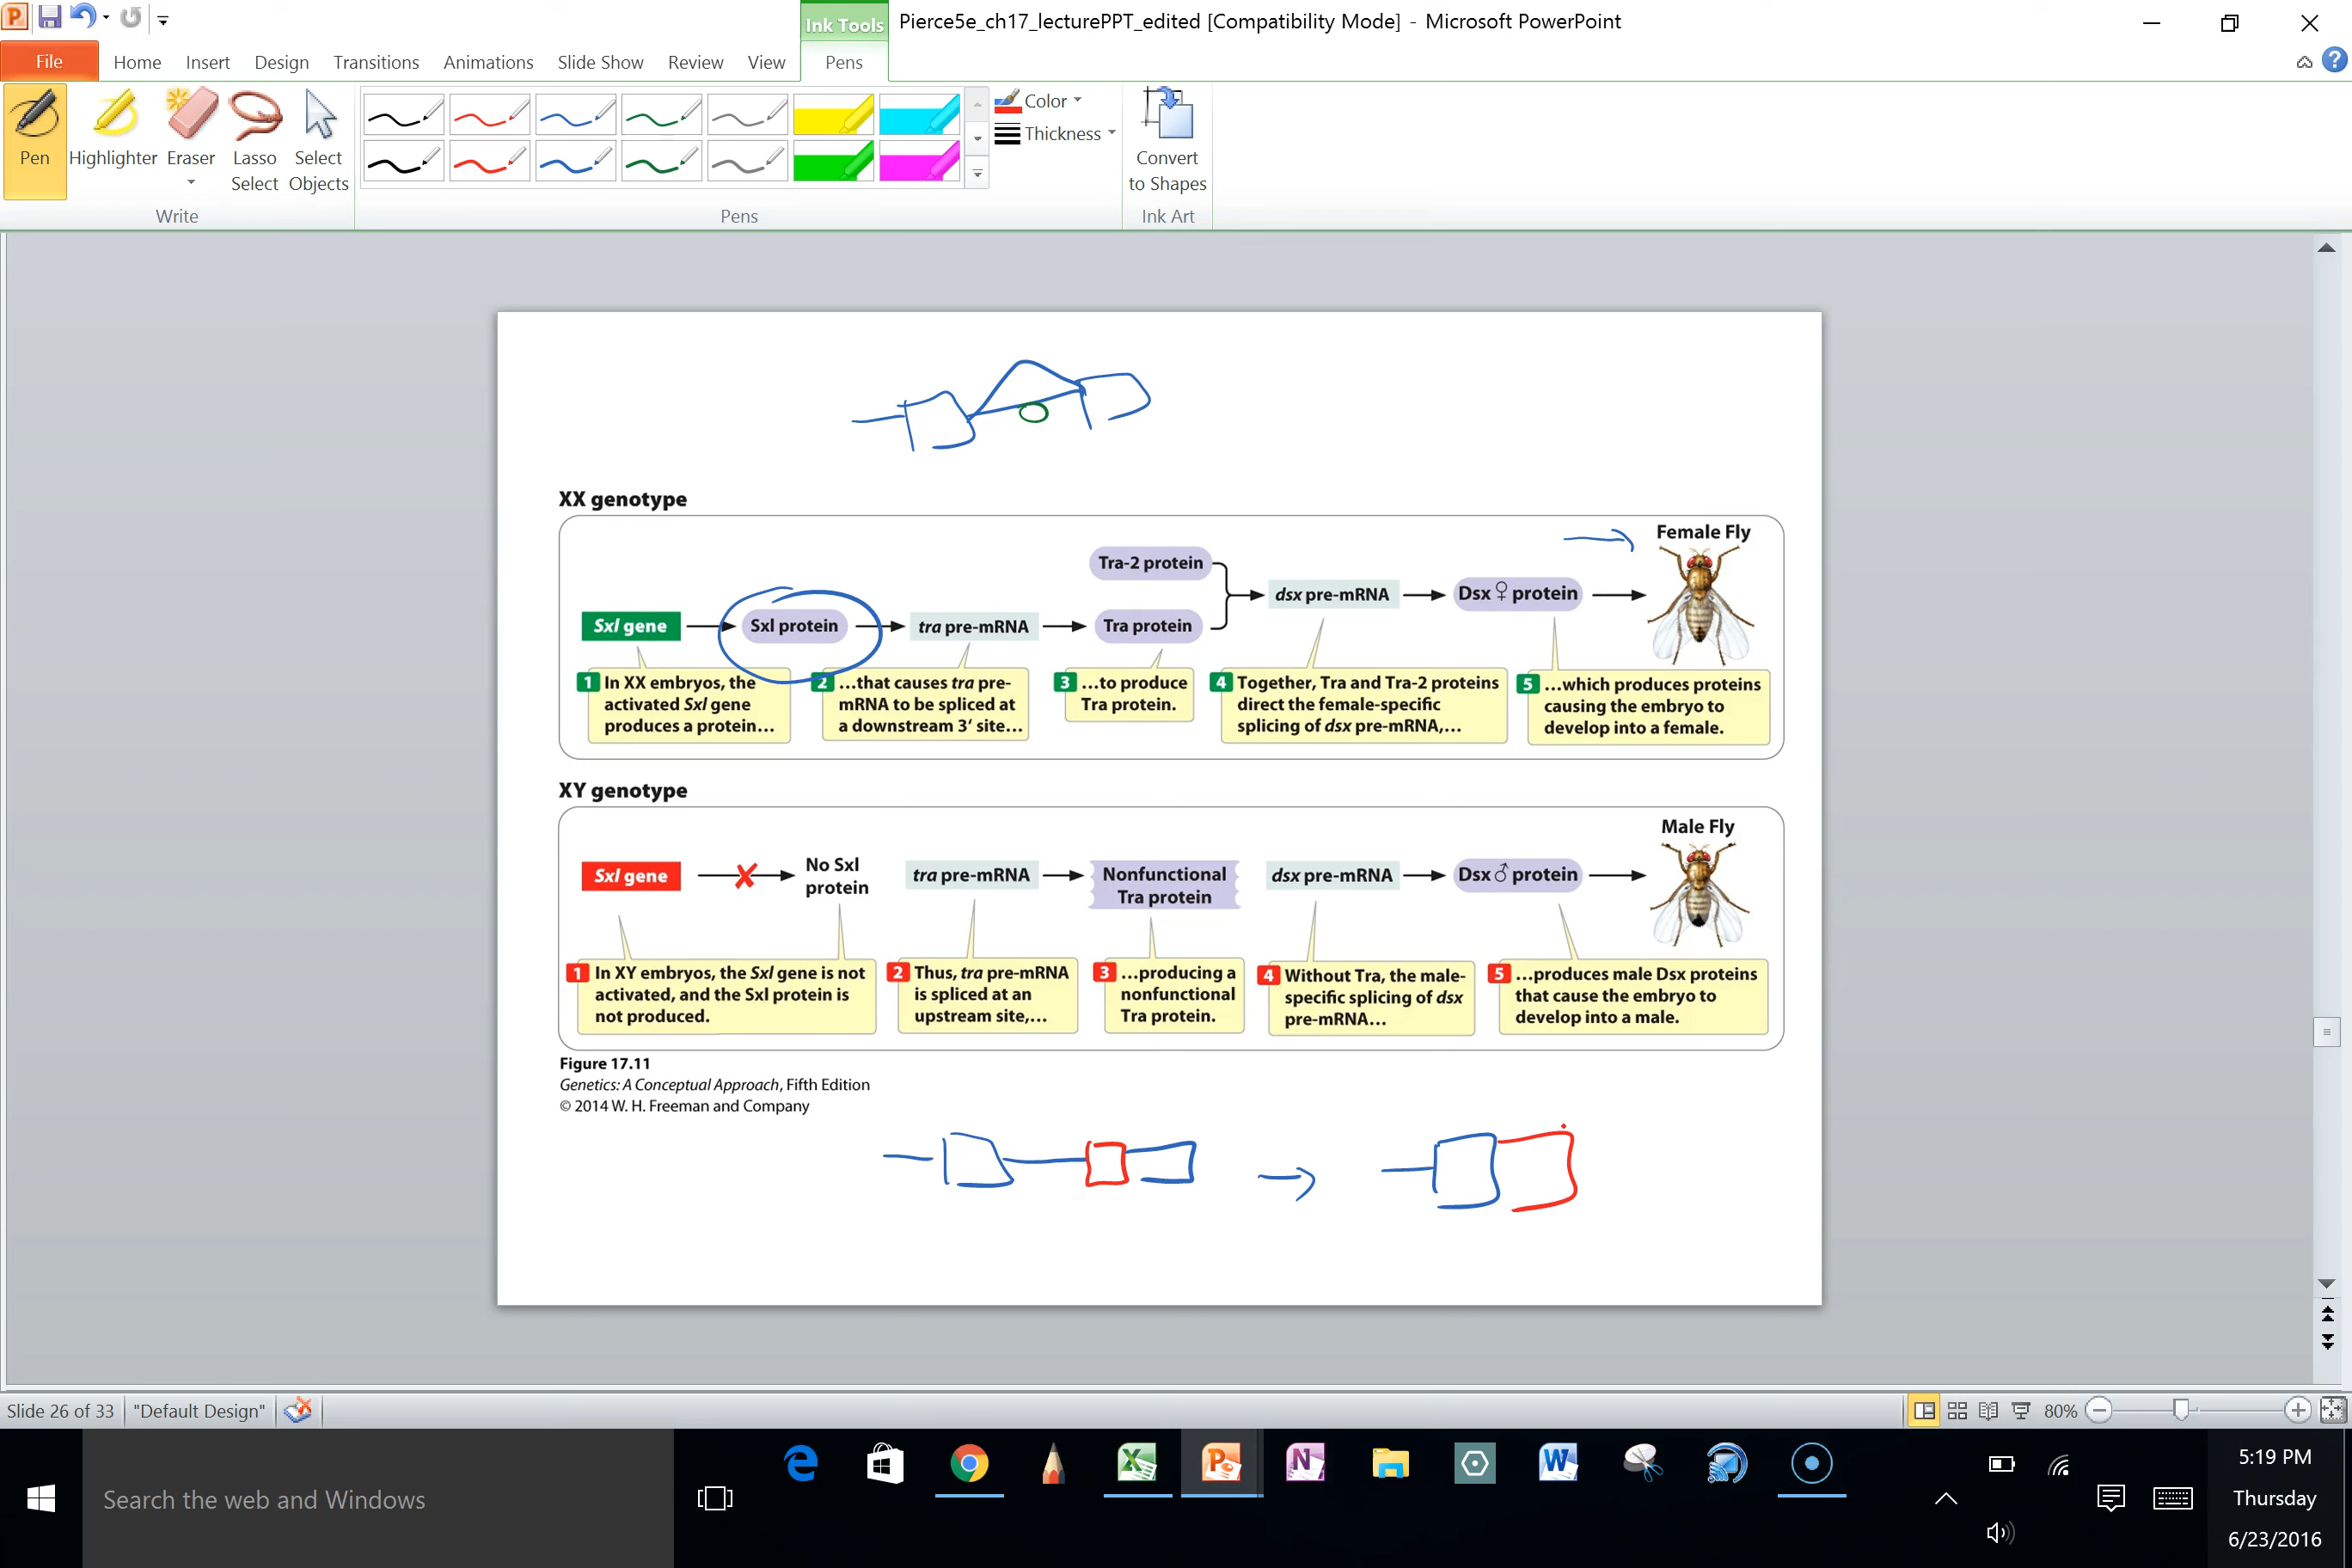 Ink Tools
Pierce5e_ch17_lecturePPT_edited [Compatibility Mode] - Microsoft PowerPoint
File Home Insert Design Transitions Animations Slide Show Review View Pens
Pen Highlighter Eraser Lasso Select Select Objects
Color
Thickness
Convert to Shapes
Write Pens Ink Art
XX genotype
Female Fly
Tra-2 protein
Sxl gene Sxl protein tra pre-mRNA Tra protein dsx pre-mRNA Dsx ♀ protein
1 In XX embryos, the
activated Sxl gene
produces a protein...
2 ...that causes tra pre-
mRNA to be spliced at
a downstream 3′ site...
3 ...to produce
Tra protein.
4 Together, Tra and Tra-2 proteins
direct the female-specific
splicing of dsx pre-mRNA,...
5 ...which produces proteins
causing the embryo to
develop into a female.
XY genotype
Male Fly
Sxl gene
No Sxl
protein
tra pre-mRNA
Nonfunctional
Tra protein
dsx pre-mRNA
Dsx ♂ protein
1 In XY embryos, the Sxl gene is not
activated, and the Sxl protein is
not produced.
2 Thus, tra pre-mRNA
is spliced at an
upstream site,...
3 ...producing a
nonfunctional
Tra protein.
4 Without Tra, the male-
specific splicing of dsx
pre-mRNA...
5 ...produces male Dsx proteins
that cause the embryo to
develop into a male.
Figure 17.11
Genetics: A Conceptual Approach, Fifth Edition
© 2014 W. H. Freeman and Company
Slide 26 of 33 "Default Design" 80%
Search the web and Windows
5:19 PM
Thursday
6/23/2016